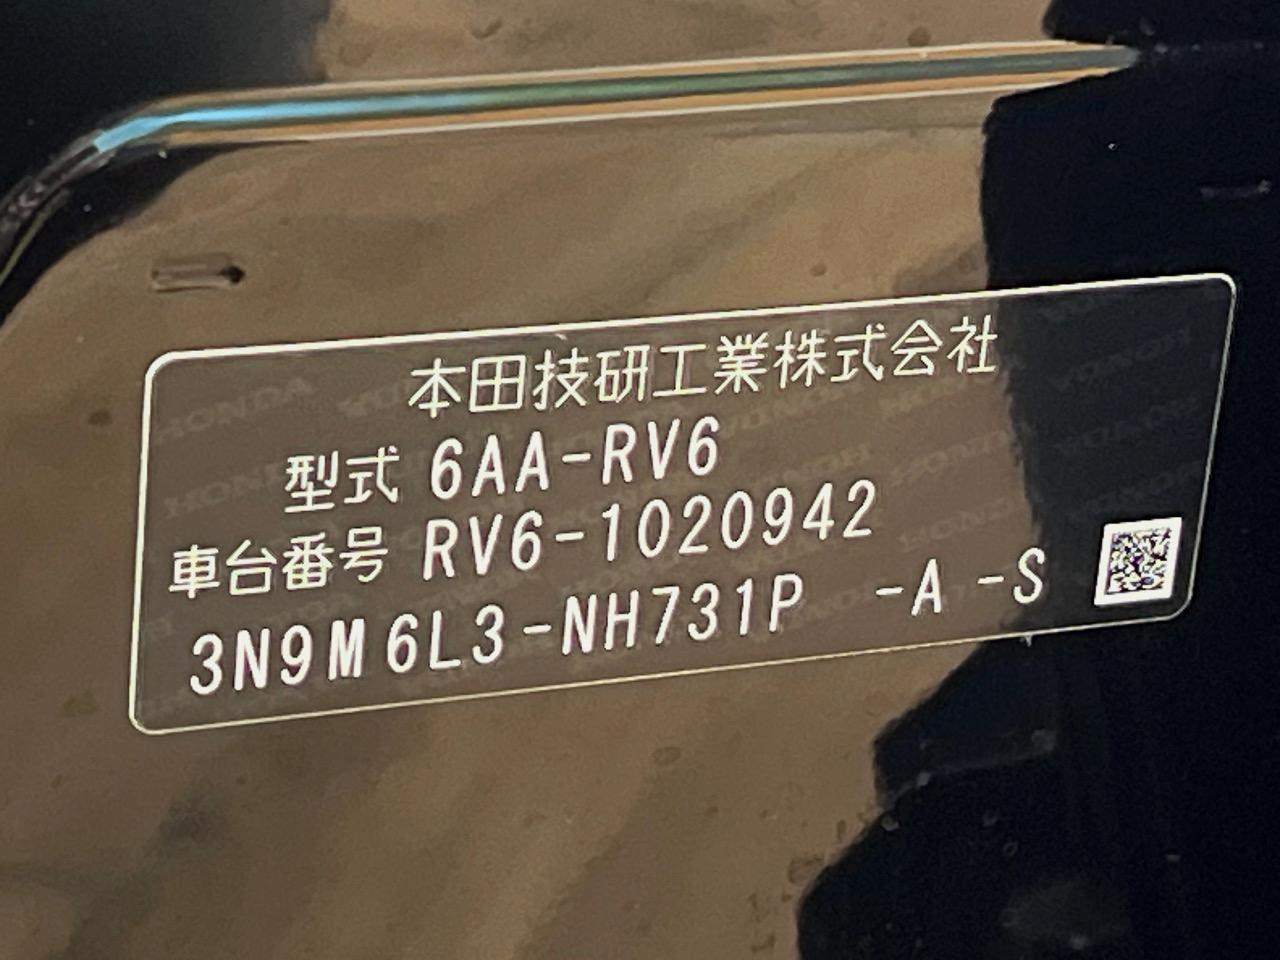 本田技研工業株式会社
型式 6AA-RV6
車台番号 RV6-1020942
3N9M6L3-NH731P -A -S